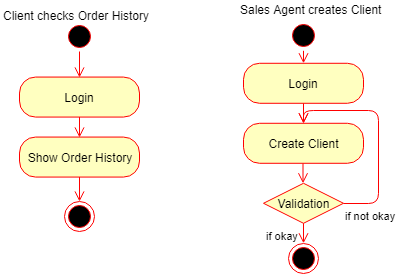 Client checks Order History
Login
Show Order History
Sales Agent creates Client
Login
Create Client
Validation
if not okay
if okay